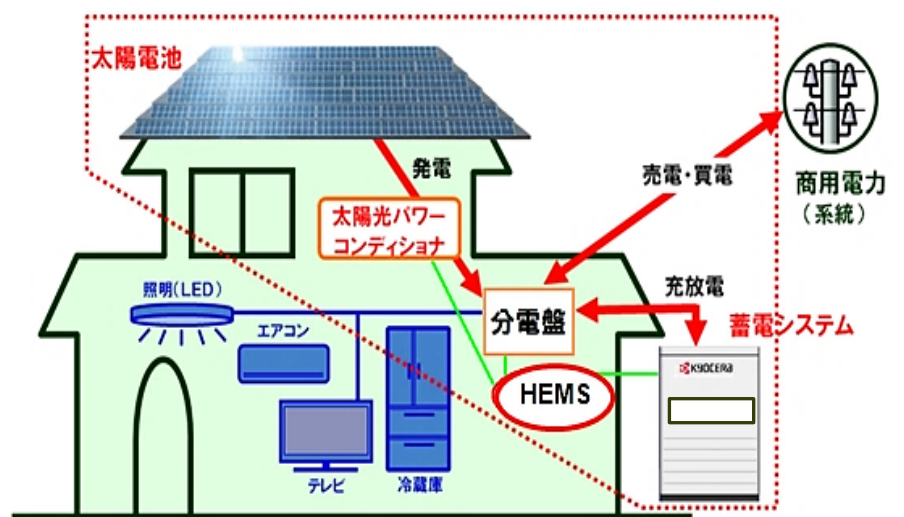 太陽電池
発電
売電・買電
商用電力
（系統）
太陽光パワー
コンディショナ
充放電
照明（LED）
分電盤
蓄電システム
エアコン
KYOCERA
HEMS
テレビ
冷蔵庫